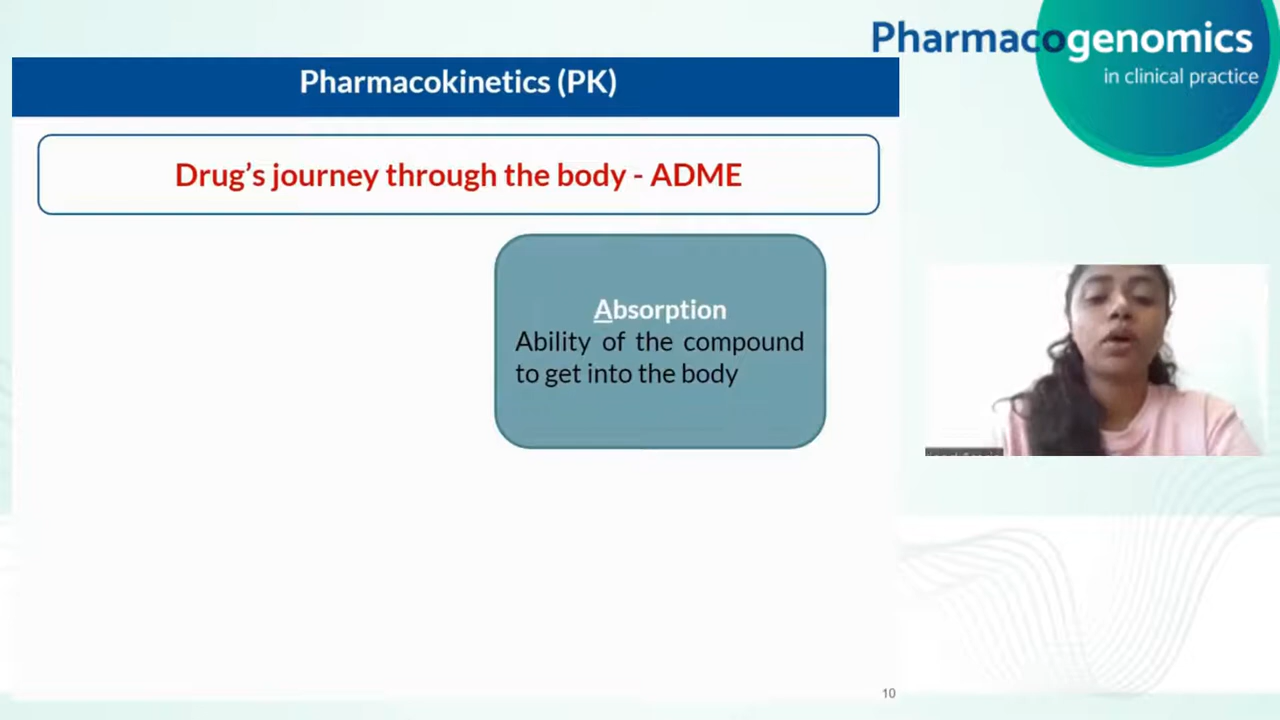 Pharmacogenomics
in clinical practice
Pharmacokinetics (PK)
Drug's journey through the body - ADME
Absorption
Ability of the compound
to get into the body
10